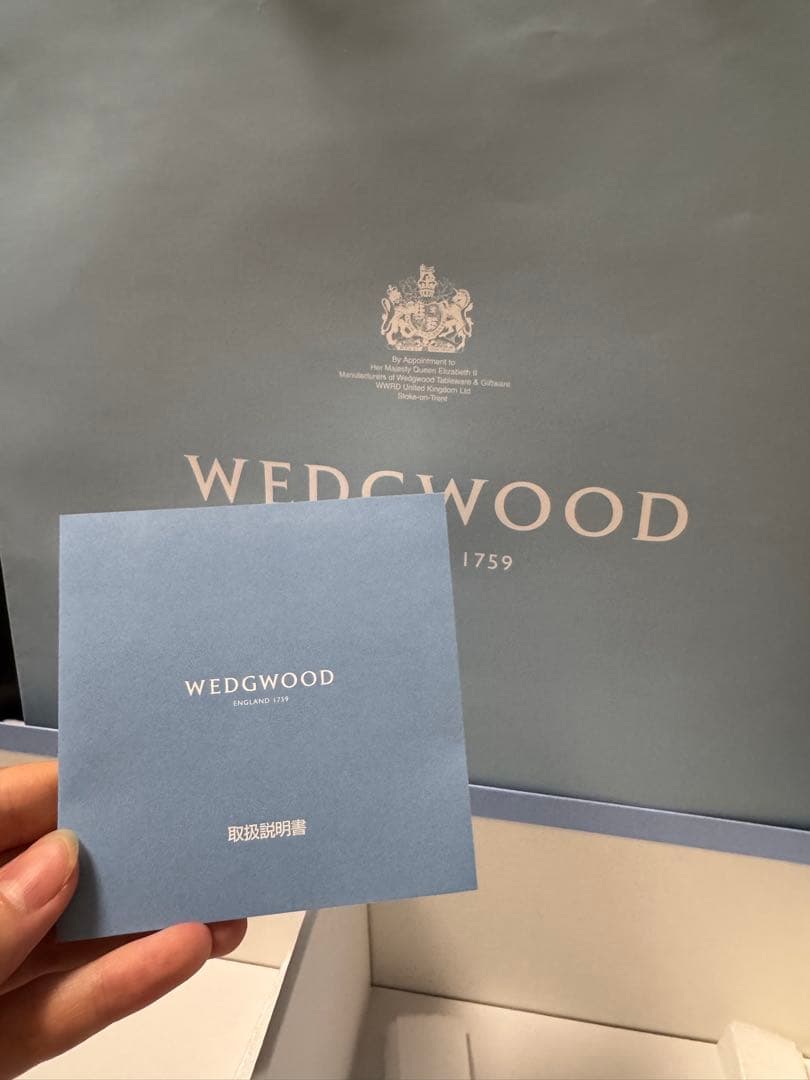 By Appointment to
Her Majesty Queen Elizabeth II
Manufacturers of Wedgwood Tableware & Giftware
WWRD United Kingdom Ltd
Stoke-on-Trent
WEDGWOOD
1759
WEDGWOOD
ENGLAND 1759
取扱説明書